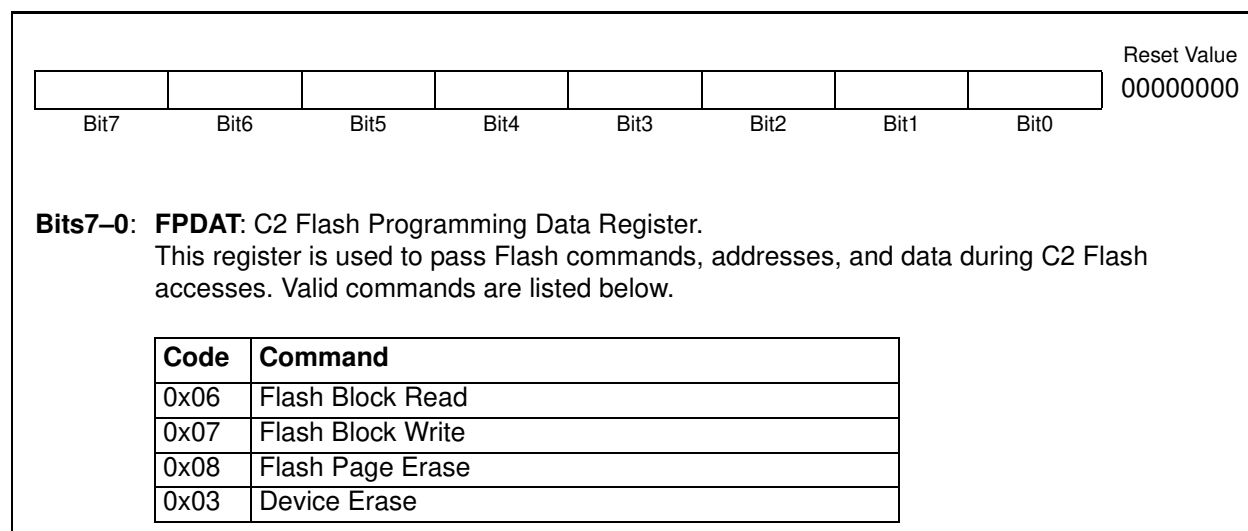 Reset Value
00000000
Bit7 Bit6 Bit5 Bit4 Bit3 Bit2 Bit1 Bit0
Bits7–0: FPDAT: C2 Flash Programming Data Register.
This register is used to pass Flash commands, addresses, and data during C2 Flash
accesses. Valid commands are listed below.
Code Command
0x06 Flash Block Read
0x07 Flash Block Write
0x08 Flash Page Erase
0x03 Device Erase